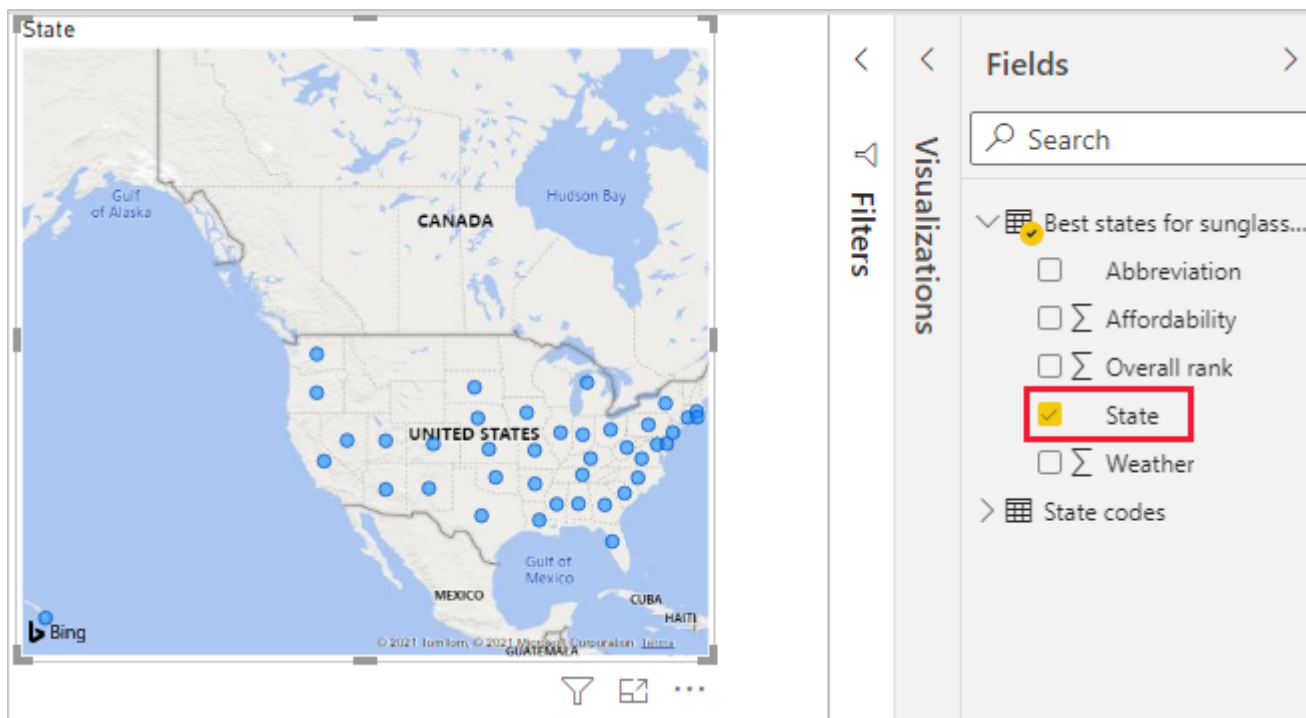 State
Gulf
of Alaska
Hudson Bay
CANADA
UNITED STATES
Gulf of
Mexico
MEXICO
CUBA
HAITI
GUATEMALA
Bing
© 2021 TomTom, © 2021 Microsoft Corporation Terms
Filters
Visualizations
Fields
Search
Best states for sunglass...
Abbreviation
∑ Affordability
∑ Overall rank
State
∑ Weather
State codes